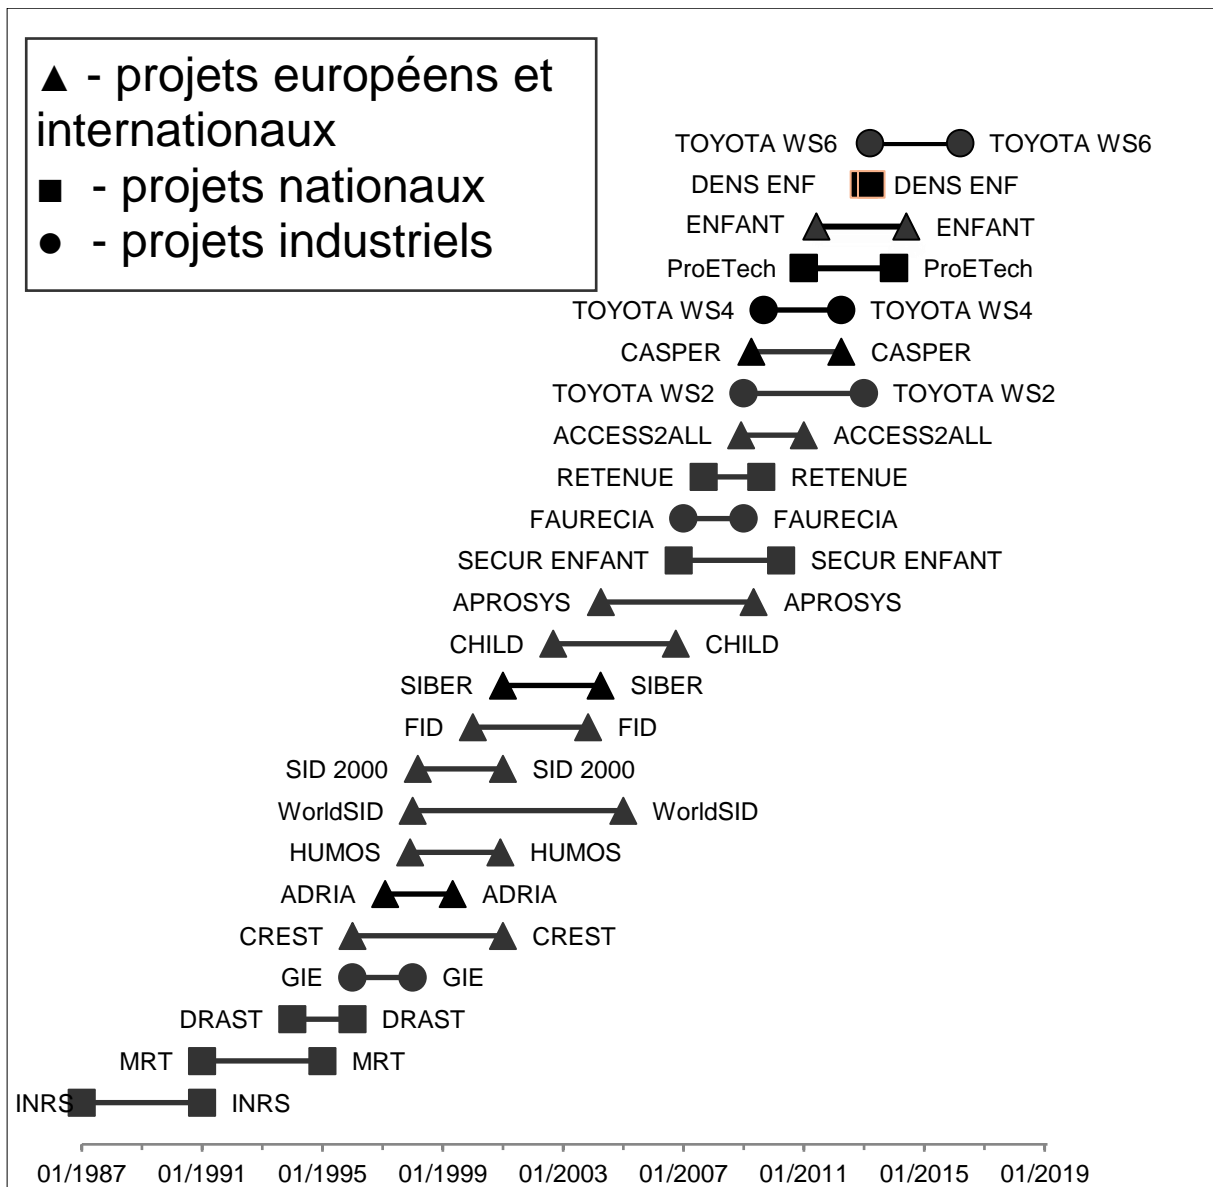 ▲ - projets européens et
internationaux
■ - projets nationaux
● - projets industriels
TOYOTA WS6 TOYOTA WS6
DENS ENF DENS ENF
ENFANT ENFANT
ProETech ProETech
TOYOTA WS4 TOYOTA WS4
CASPER CASPER
TOYOTA WS2 TOYOTA WS2
ACCESS2ALL ACCESS2ALL
RETENUE RETENUE
FAURECIA FAURECIA
SECUR ENFANT SECUR ENFANT
APROSYS APROSYS
CHILD CHILD
SIBER SIBER
FID FID
SID 2000 SID 2000
WorldSID WorldSID
HUMOS HUMOS
ADRIA ADRIA
CREST CREST
GIE GIE
DRAST DRAST
MRT MRT
INRS INRS
01/1987 01/1991 01/1995 01/1999 01/2003 01/2007 01/2011 01/2015 01/2019